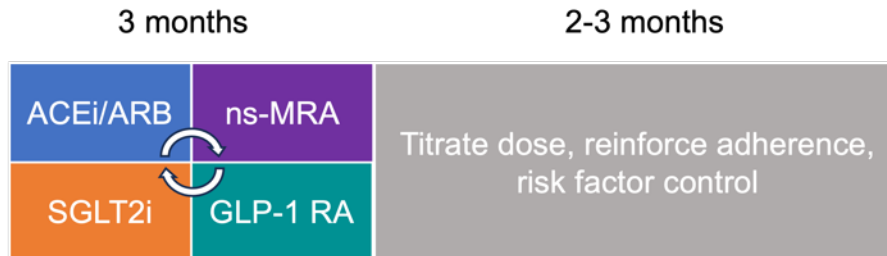 3 months
2-3 months
ACEi/ARB
ns-MRA
SGLT2i
GLP-1 RA
Titrate dose, reinforce adherence,
risk factor control